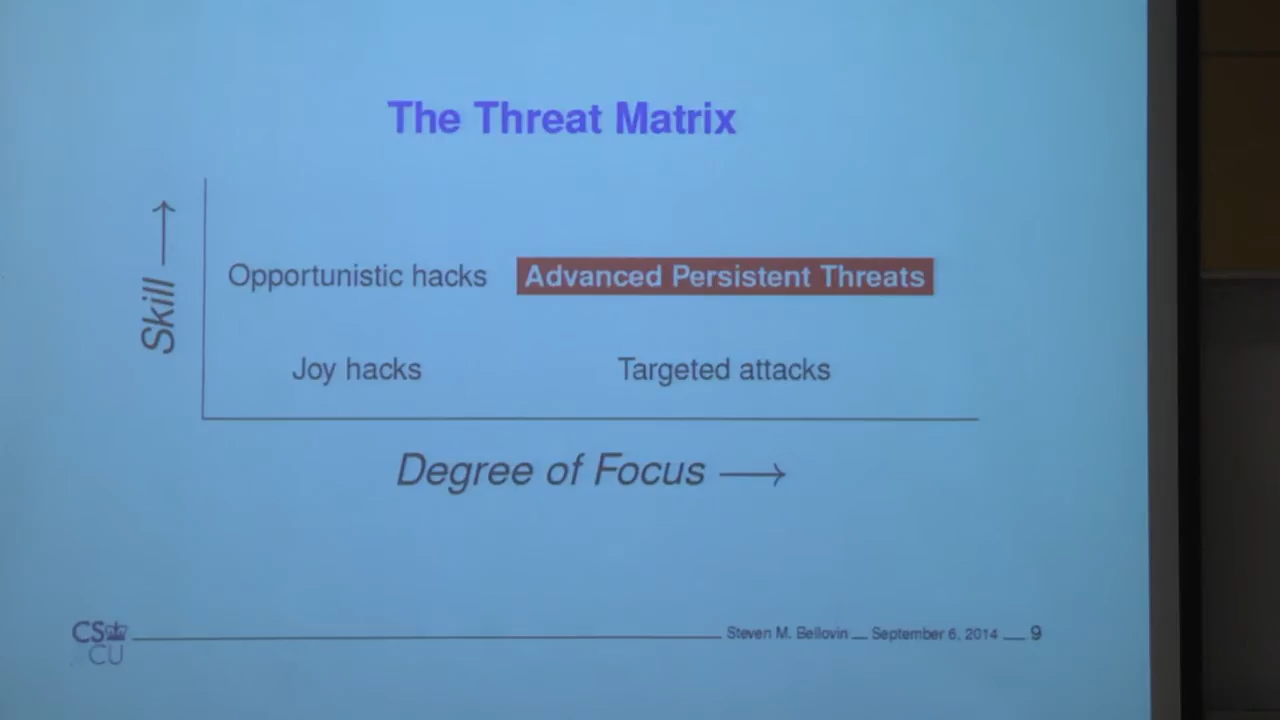 The Threat Matrix
Skill →
Opportunistic hacks
Advanced Persistent Threats
Joy hacks
Targeted attacks
Degree of Focus →
CS
CU
Steven M. Bellovin — September 6, 2014 — 9